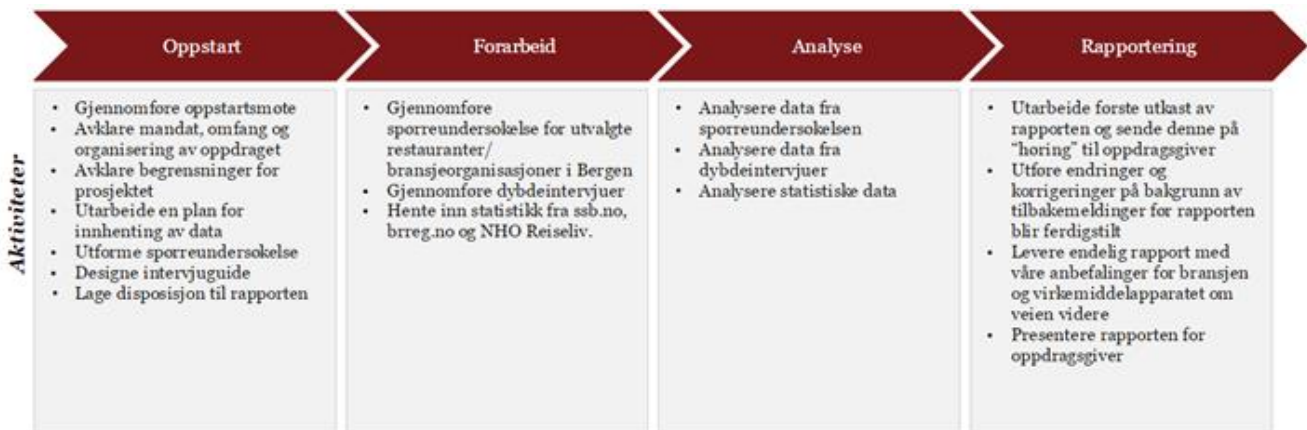 Oppstart
Forarbeid
Analyse
Rapportering
Aktiviteter
• Gjennomføre oppstartsmøte
• Avklare mandat, omfang og
organisering av oppdraget
• Avklare begrensninger for
prosjektet
• Utarbeide en plan for
innhenting av data
• Utforme spørreundersøkelse
• Designe intervjuguide
• Lage disposisjon til rapporten
• Gjennomføre
spørreundersøkelse for utvalgte
restauranter/
bransjeorganisasjoner i Bergen
• Gjennomføre dybdeintervjuer
• Hente inn statistikk fra ssb.no,
brreg.no og NHO Reiseliv.
• Analysere data fra
spørreundersøkelsen
• Analysere data fra
dybdeintervjuer
• Analysere statistiske data
• Utarbeide første utkast av
rapporten og sende denne på
“høring” til oppdragsgiver
• Utføre endringer og
korrigeringer på bakgrunn av
tilbakemeldinger før rapporten
blir ferdigstilt
• Levere endelig rapport med
våre anbefalinger for bransjen
og virkemiddelapparatet om
veien videre
• Presentere rapporten for
oppdragsgiver